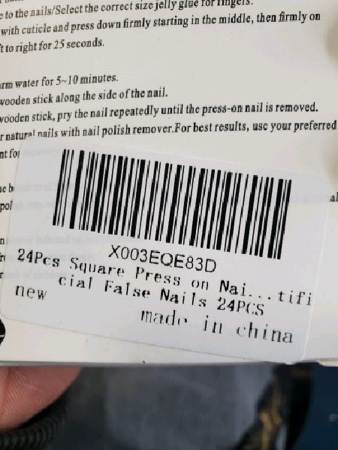 to the nails/Select the correct size jelly glue for fingers.
with cuticle and press down firmly starting in the middle, then firmly on
t to right for 25 seconds.
rm water for 5~10 minutes.
wooden stick along the side of the nail.
wooden stick, pry the nail repeatedly until the press-on nail is removed.
r natural nails with nail polish remover.For best results, use your preferred
nt for
X003EQE83D
24Pcs Square Press on Nai...tifi
cial False Nails 24PCS
new
made in china